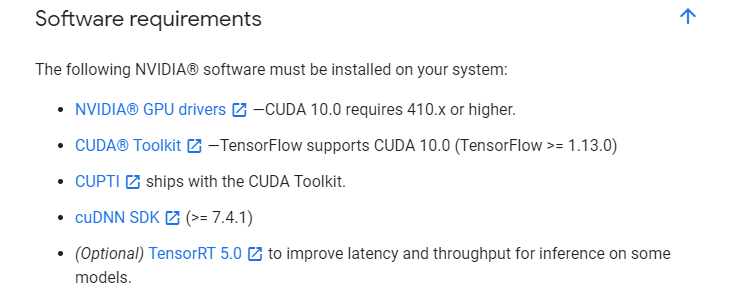 Software requirements
The following NVIDIA® software must be installed on your system:
• NVIDIA® GPU drivers —CUDA 10.0 requires 410.x or higher.
• CUDA® Toolkit —TensorFlow supports CUDA 10.0 (TensorFlow >= 1.13.0)
• CUPTI ships with the CUDA Toolkit.
• cuDNN SDK (>= 7.4.1)
• (Optional) TensorRT 5.0 to improve latency and throughput for inference on some
models.